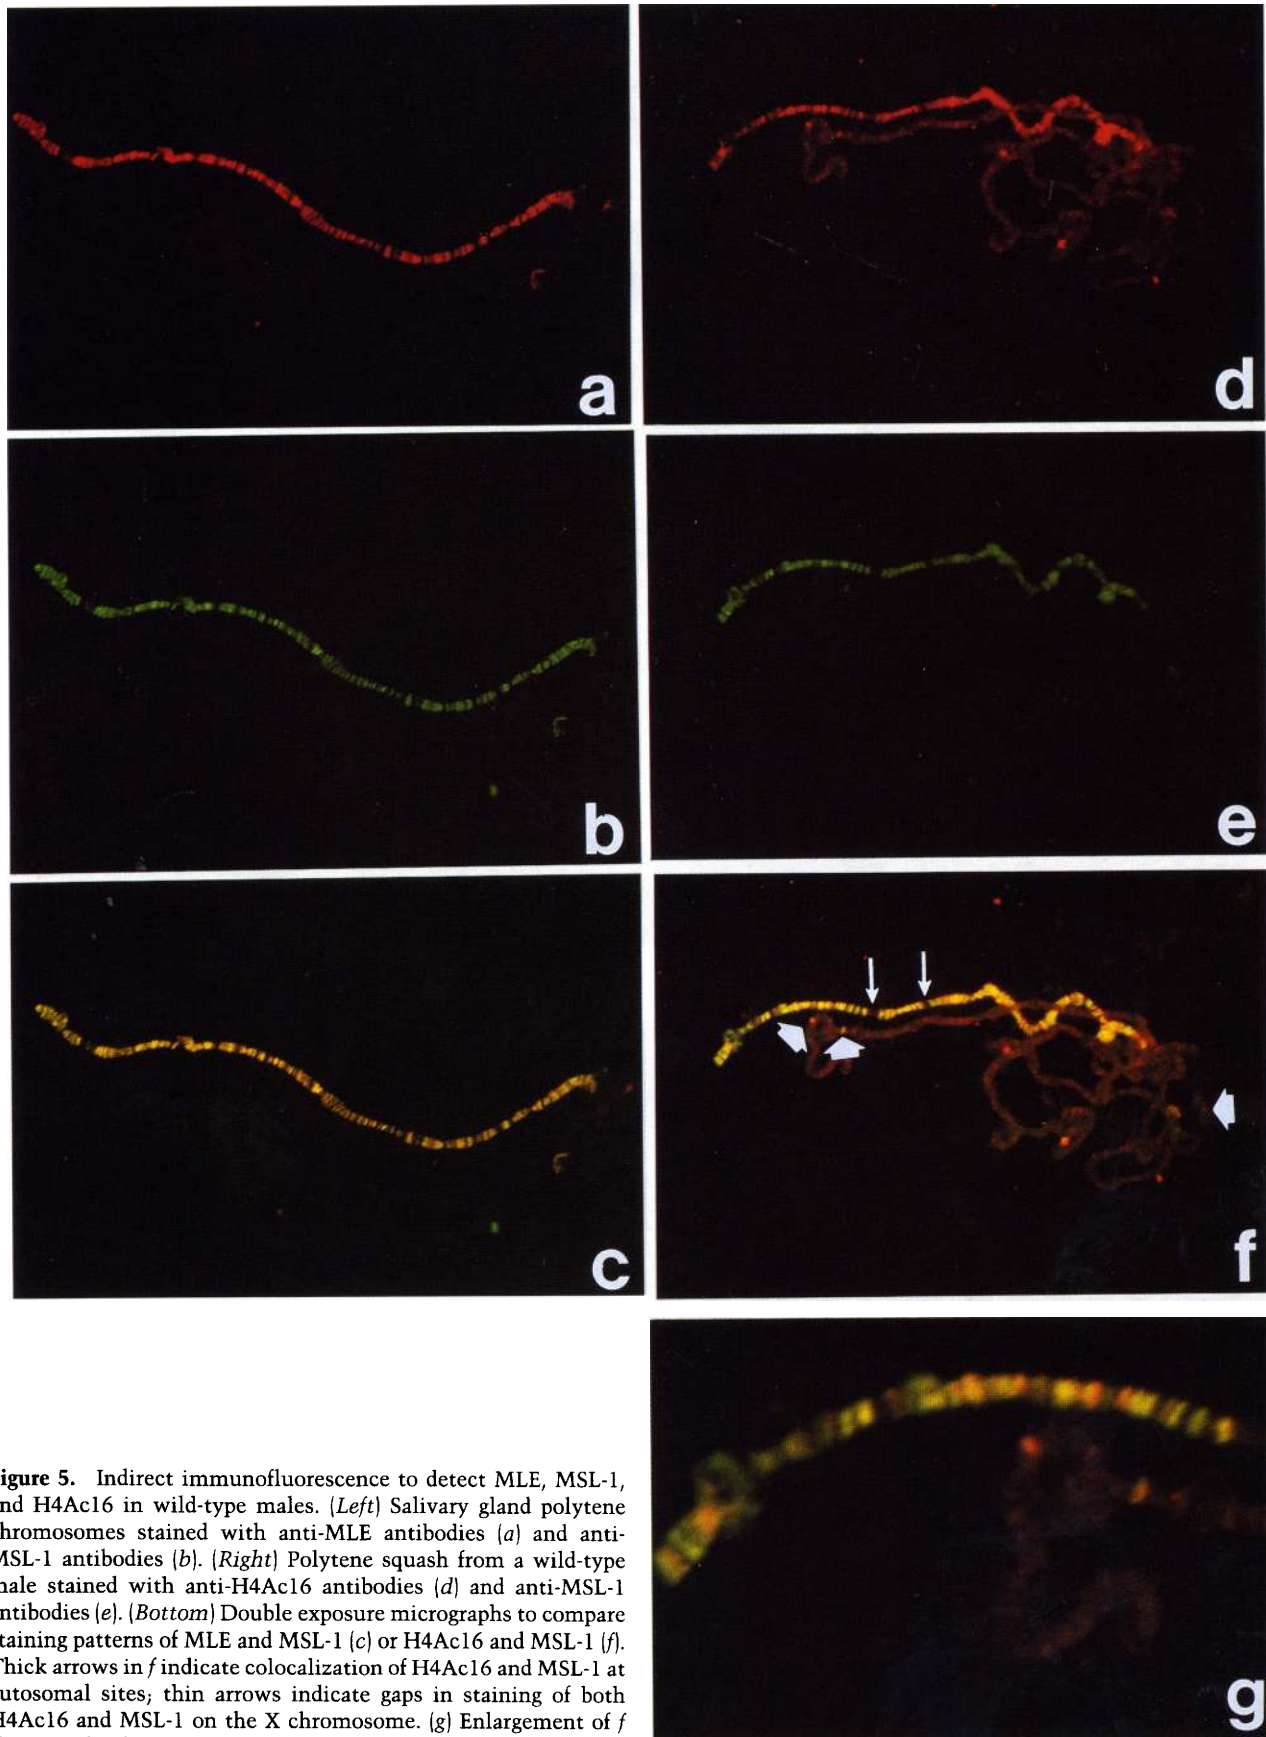 a
d
b
e
c
f
g
igure 5. Indirect immunofluorescence to detect MLE, MSL-1,
nd H4Ac16 in wild-type males. (Left) Salivary gland polytene
hromosomes stained with anti-MLE antibodies (a) and anti-
MSL-1 antibodies (b). (Right) Polytene squash from a wild-type
male stained with anti-H4Ac16 antibodies (d) and anti-MSL-1
ntibodies (e). (Bottom) Double exposure micrographs to compare
taining patterns of MLE and MSL-1 (c) or H4Ac16 and MSL-1 (f).
Thick arrows in f indicate colocalization of H4Ac16 and MSL-1 at
utosomal sites; thin arrows indicate gaps in staining of both
H4Ac16 and MSL-1 on the X chromosome. (g) Enlargement of f